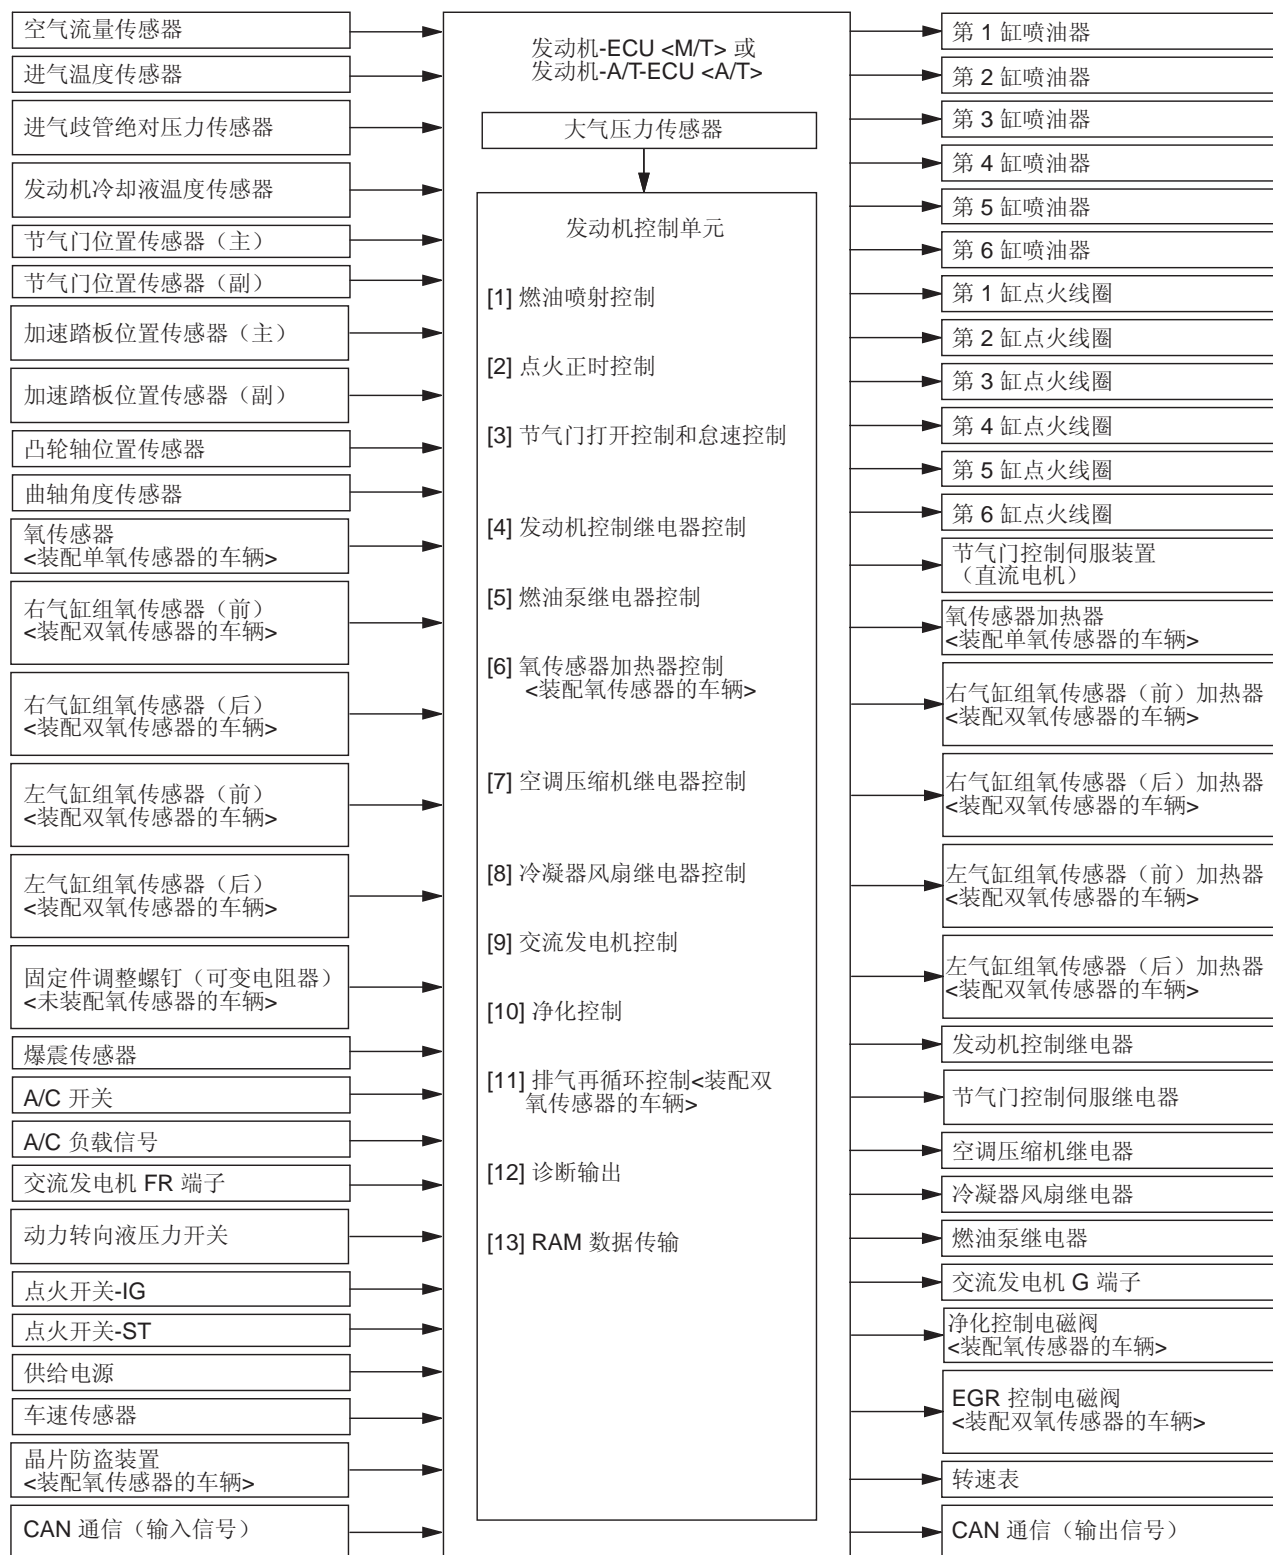 空气流量传感器
进气温度传感器
进气歧管绝对压力传感器
发动机冷却液温度传感器
节气门位置传感器（主）
节气门位置传感器（副）
加速踏板位置传感器（主）
加速踏板位置传感器（副）
凸轮轴位置传感器
曲轴角度传感器
氧传感器
<装配单氧传感器的车辆>
右气缸组氧传感器（前）
<装配双氧传感器的车辆>
右气缸组氧传感器（后）
<装配双氧传感器的车辆>
左气缸组氧传感器（前）
<装配双氧传感器的车辆>
左气缸组氧传感器（后）
<装配双氧传感器的车辆>
固定件调整螺钉（可变电阻器）
<未装配氧传感器的车辆>
爆震传感器
A/C 开关
A/C 负载信号
交流发电机 FR 端子
动力转向液压力开关
点火开关-IG
点火开关-ST
供给电源
车速传感器
晶片防盗装置
<装配氧传感器的车辆>
CAN 通信（输入信号）
发动机-ECU <M/T> 或
发动机-A/T-ECU <A/T>
大气压力传感器
发动机控制单元
[1] 燃油喷射控制
[2] 点火正时控制
[3] 节气门打开控制和怠速控制
[4] 发动机控制继电器控制
[5] 燃油泵继电器控制
[6] 氧传感器加热器控制
<装配氧传感器的车辆>
[7] 空调压缩机继电器控制
[8] 冷凝器风扇继电器控制
[9] 交流发电机控制
[10] 净化控制
[11] 排气再循环控制<装配双
氧传感器的车辆>
[12] 诊断输出
[13] RAM 数据传输
第 1 缸喷油器
第 2 缸喷油器
第 3 缸喷油器
第 4 缸喷油器
第 5 缸喷油器
第 6 缸喷油器
第 1 缸点火线圈
第 2 缸点火线圈
第 3 缸点火线圈
第 4 缸点火线圈
第 5 缸点火线圈
第 6 缸点火线圈
节气门控制伺服装置
（直流电机）
氧传感器加热器
<装配单氧传感器的车辆>
右气缸组氧传感器（前）加热器
<装配双氧传感器的车辆>
右气缸组氧传感器（后）加热器
<装配双氧传感器的车辆>
左气缸组氧传感器（前）加热器
<装配双氧传感器的车辆>
左气缸组氧传感器（后）加热器
<装配双氧传感器的车辆>
发动机控制继电器
节气门控制伺服继电器
空调压缩机继电器
冷凝器风扇继电器
燃油泵继电器
交流发电机 G 端子
净化控制电磁阀
<装配氧传感器的车辆>
EGR 控制电磁阀
<装配双氧传感器的车辆>
转速表
CAN 通信（输出信号）